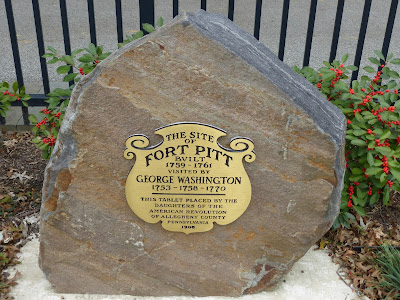 THE SITE
OF
FORT PITT
BUILT
1759-1761
VISITED BY
GEORGE WASHINGTON
1753-1758-1770
THIS TABLET PLACED BY THE
DAUGHTERS OF THE
AMERICAN REVOLUTION
OF ALLEGHENY COUNTY
PENNSYLVANIA
1908